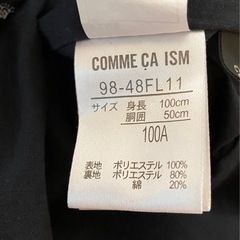 COMME ÇA ISM
98-48FL11
サイズ 身長 100cm
胴囲 50cm
100A
表地 ポリエステル 100%
裏地 ポリエステル 80%
綿 20%